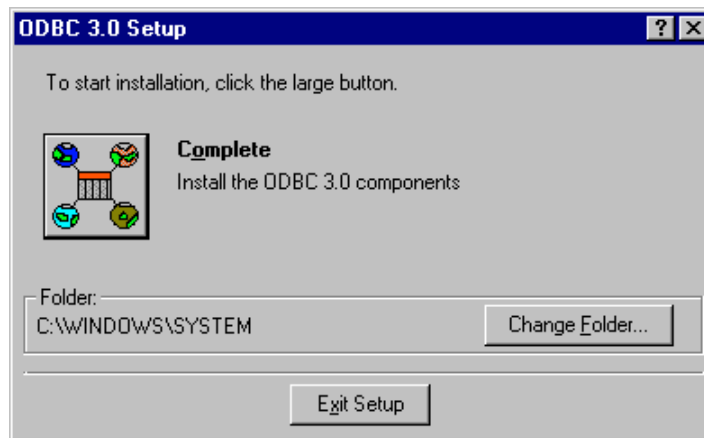 ODBC 3.0 Setup
To start installation, click the large button.
Complete
Install the ODBC 3.0 components
Folder:
C:\WINDOWS\SYSTEM
Change Folder...
Exit Setup